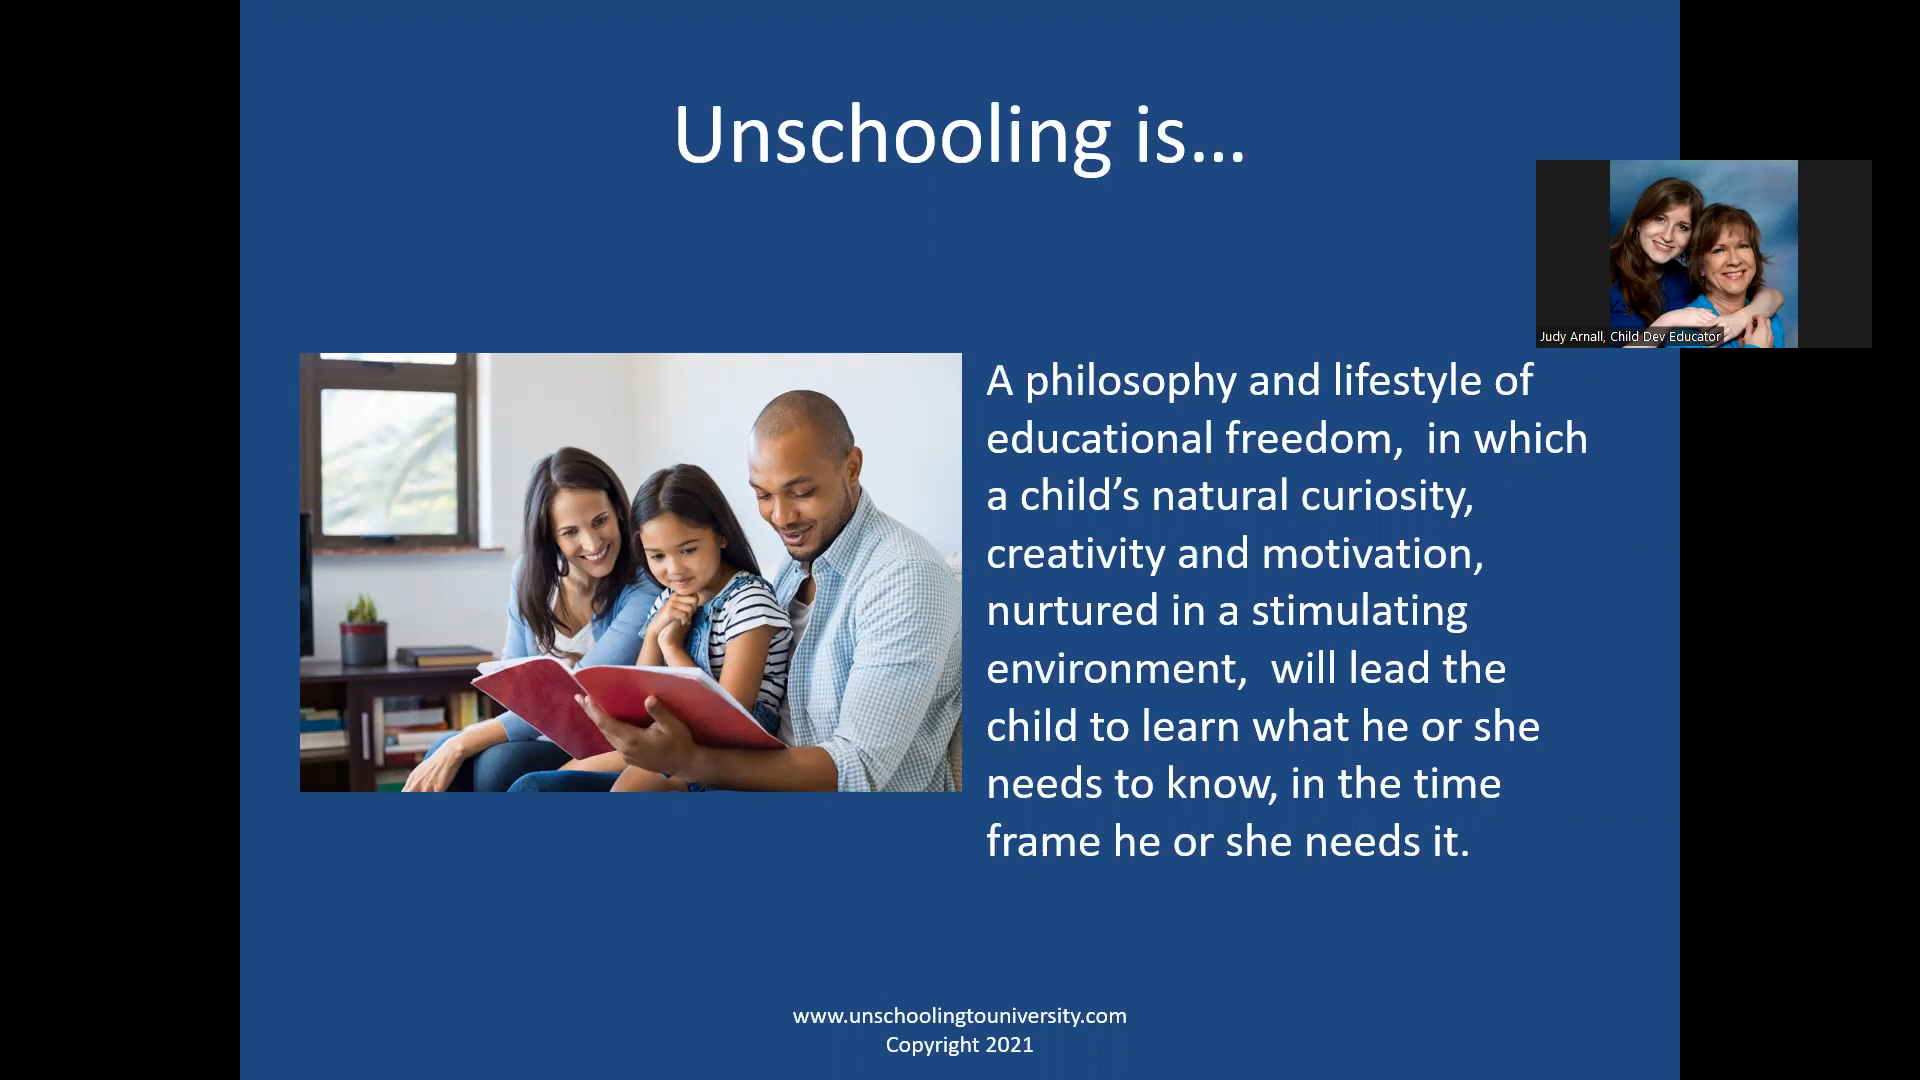 Unschooling is...
Judy Arnall, Child Dev Educator
A philosophy and lifestyle of
educational freedom,  in which
a child’s natural curiosity,
creativity and motivation,
nurtured in a stimulating
environment,  will lead the
child to learn what he or she
needs to know, in the time
frame he or she needs it.
www.unschoolingtouniversity.com
Copyright 2021